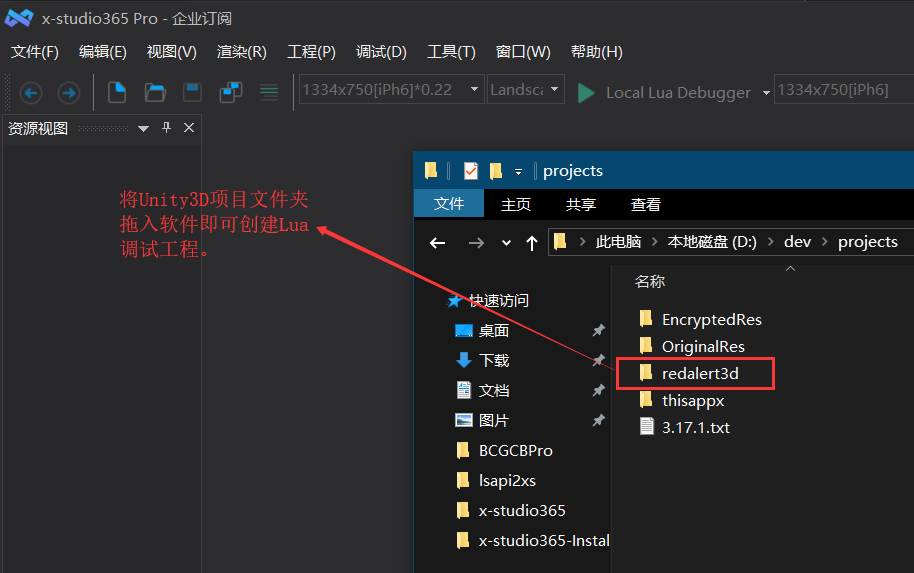 x-studio365 Pro - 企业订阅
文件(F) 编辑(E) 视图(V) 渲染(R) 工程(P) 调试(D) 工具(T) 窗口(W) 帮助(H)
1334x750[iPh6]*0.22 Landsca Local Lua Debugger 1334x750[iPh6]
资源视图
将Unity3D项目文件夹
拖入软件即可创建Lua
调试工程。
projects
文件 主页 共享 查看
此电脑 本地磁盘 (D:) dev projects
名称
快速访问
桌面
下载
文档
图片
BCGCBPro
lsapi2xs
x-studio365
x-studio365-Instal
EncryptedRes
OriginalRes
redalert3d
thisappx
3.17.1.txt